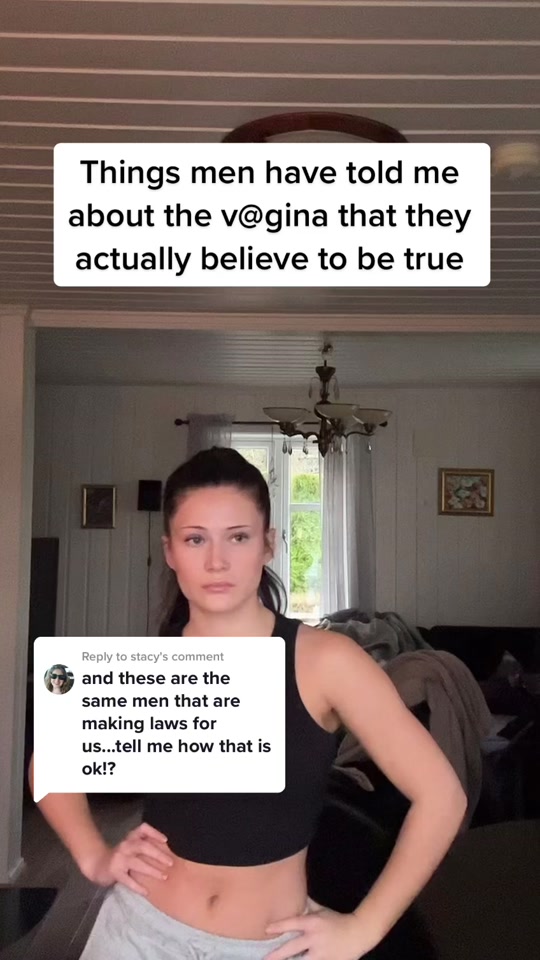 Things men have told me
about the v@gina that they
actually believe to be true
Reply to stacy's comment
and these are the
same men that are
making laws for
us...tell me how that is
ok!?